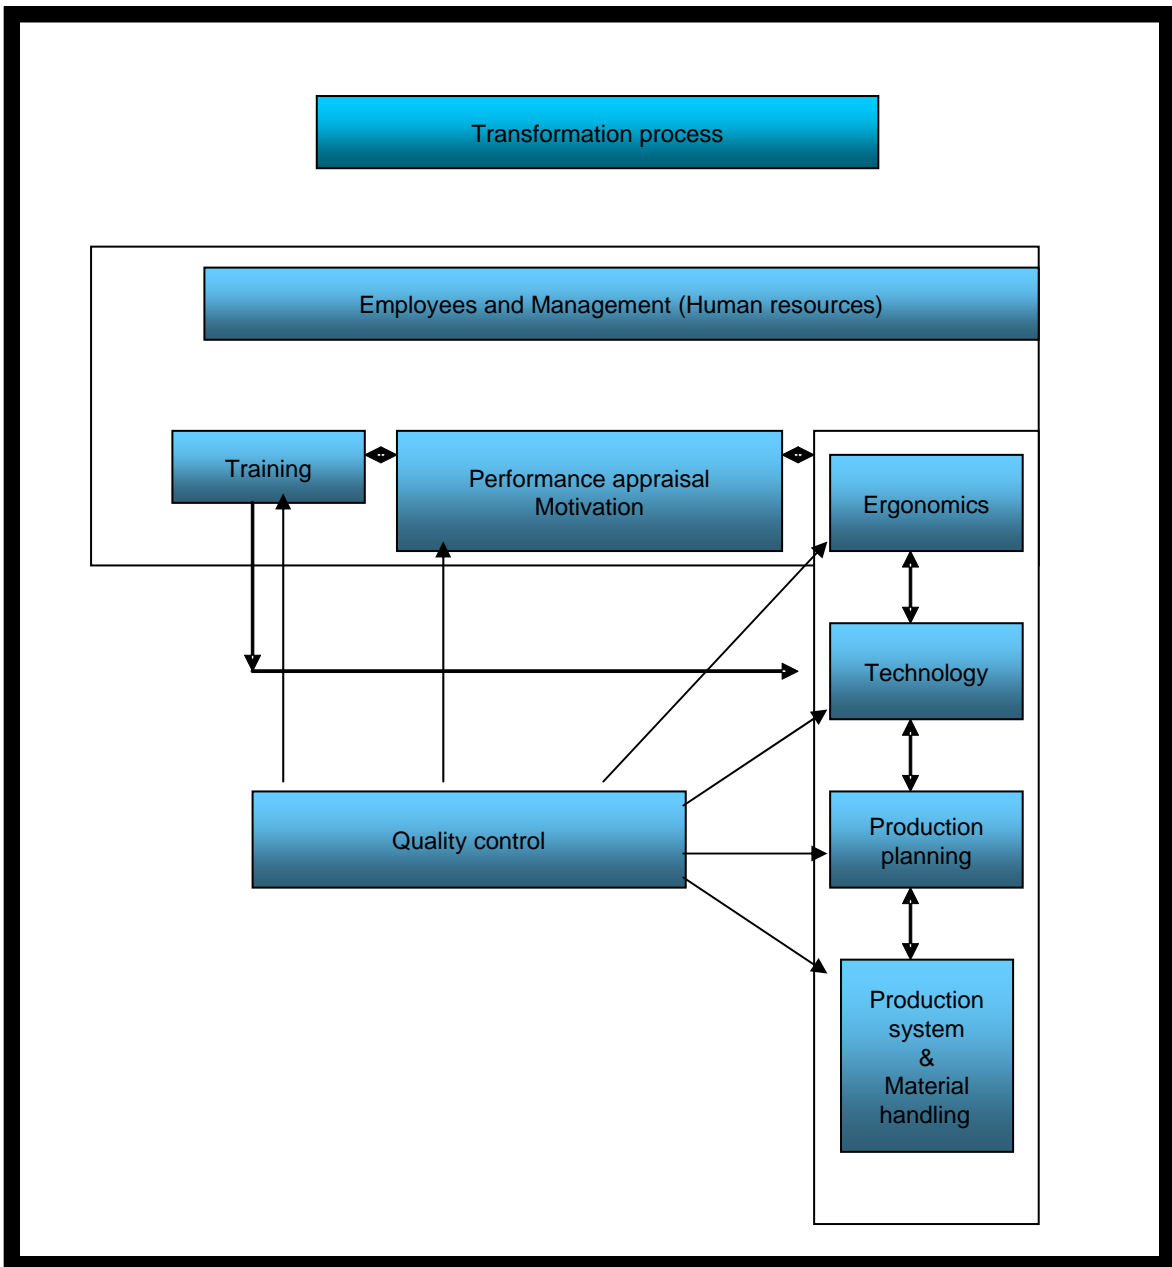 Transformation process
Employees and Management (Human resources)
Training
Performance appraisal
Motivation
Ergonomics
Technology
Quality control
Production
planning
Production
system
&
Material
handling